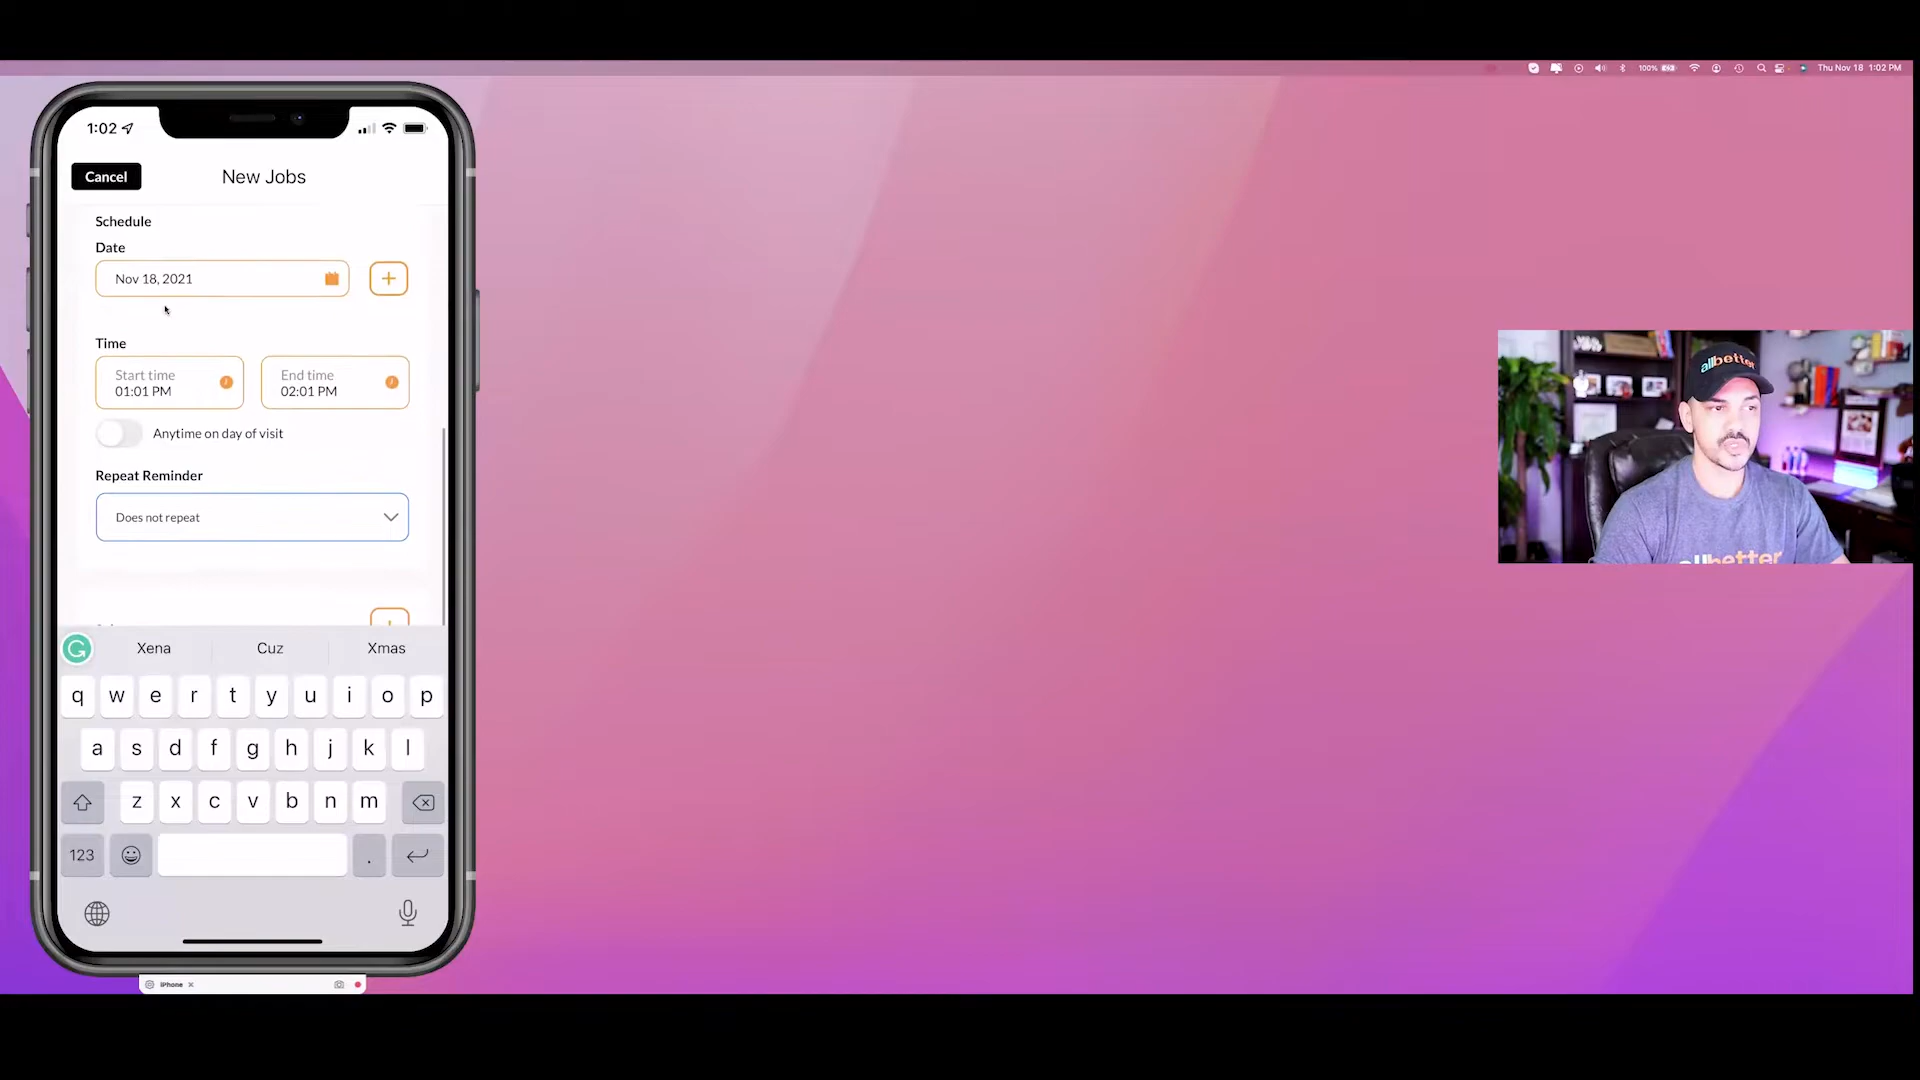 Thu Nov 18 1:02 PM
100%
1:02
Cancel
New Jobs
Schedule
Date
Nov 18, 2021
Time
Start time
01:01 PM
End time
02:01 PM
Anytime on day of visit
Repeat Reminder
Does not repeat
Xena Cuz Xmas
q w e r t y u i o p
a s d f g h j k l
z x c v b n m
123 .
iPhone
allbetter
allbetter